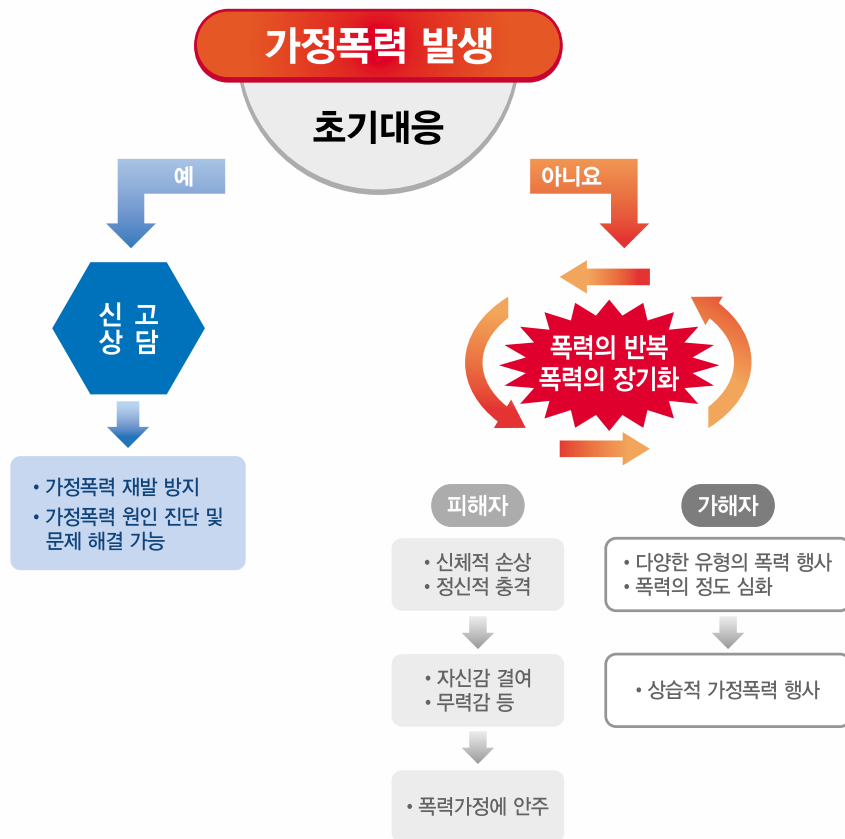 가정폭력 발생
초기대응
예
아니요
신 고
상 담
• 가정폭력 재발 방지
• 가정폭력 원인 진단 및
문제 해결 가능
폭력의 반복
폭력의 장기화
피해자
• 신체적 손상
• 정신적 충격
• 자신감 결여
• 무력감 등
• 폭력가정에 안주
가해자
• 다양한 유형의 폭력 행사
• 폭력의 정도 심화
• 상습적 가정폭력 행사